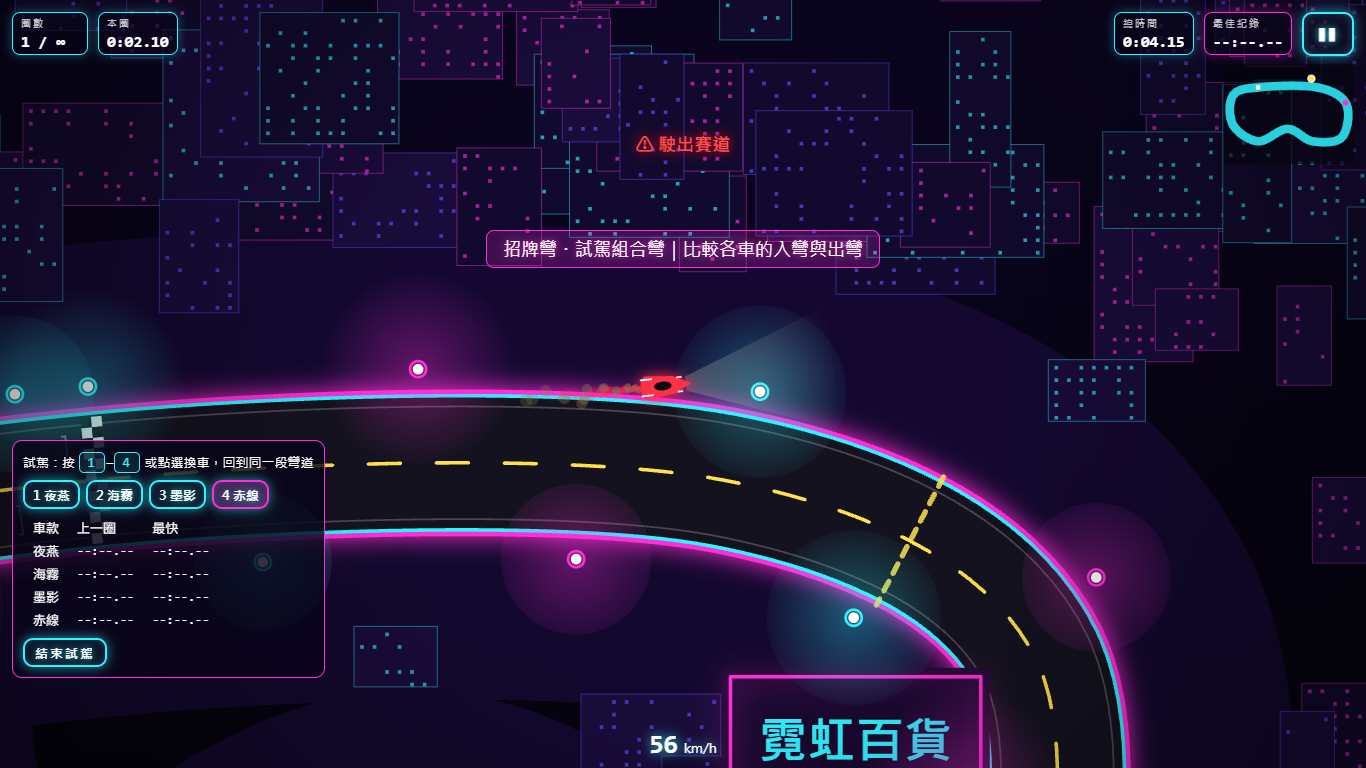 圈數
1 / ∞
本圈
0:02.10
總時間
0:04.15
最佳紀錄
--:--.--
⚠ 駛出賽道
招牌彎 · 試駕組合彎 | 比較各車的入彎與出彎
試駕：按 1 – 4 或點選換車，回到同一段彎道
1 夜燕 2 海霧 3 墨影 4 赤線
車款 上一圈 最快
夜燕 --:--.-- --:--.--
海霧 --:--.-- --:--.--
墨影 --:--.-- --:--.--
赤線 --:--.-- --:--.--
結束試駕
56 km/h
霓虹百貨